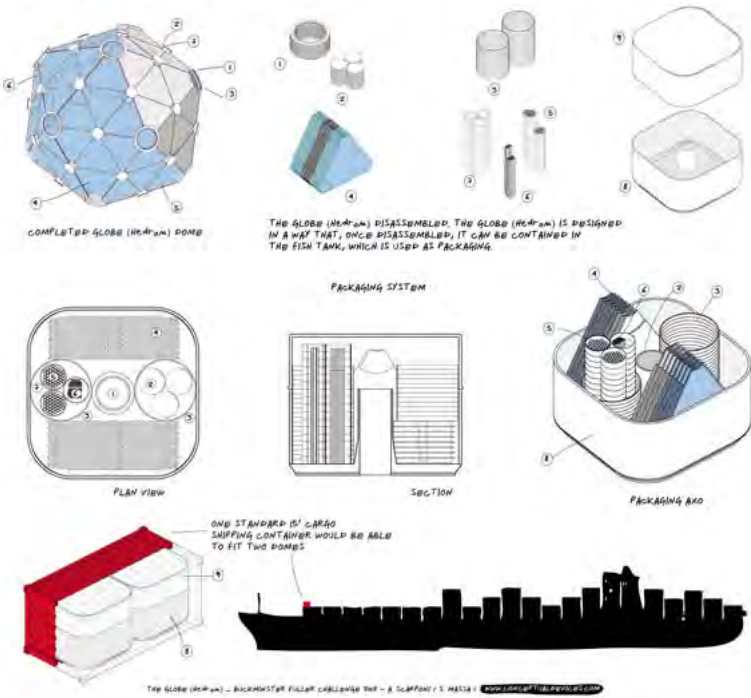 COMPLETED GLOBE (HEDRON) DOME
THE GLOBE (HEDRON) DISASSEMBLED. THE GLOBE (HEDRON) IS DESIGNED
IN A WAY THAT, ONCE DISASSEMBLED, IT CAN BE CONTAINED IN
THE FISH TANK, WHICH IS USED AS PACKAGING.
PACKAGING SYSTEM
PLAN VIEW
SECTION
PACKAGING AXO
ONE STANDARD 15' CARGO
SHIPPING CONTAINER WOULD BE ABLE
TO FIT TWO DOMES
THE GLOBE (HEDRON) – BUCKMINSTER FULLER CHALLENGE – A SCARPONI / S MASSA / WWW.CONCEPTUALDEVICES.COM